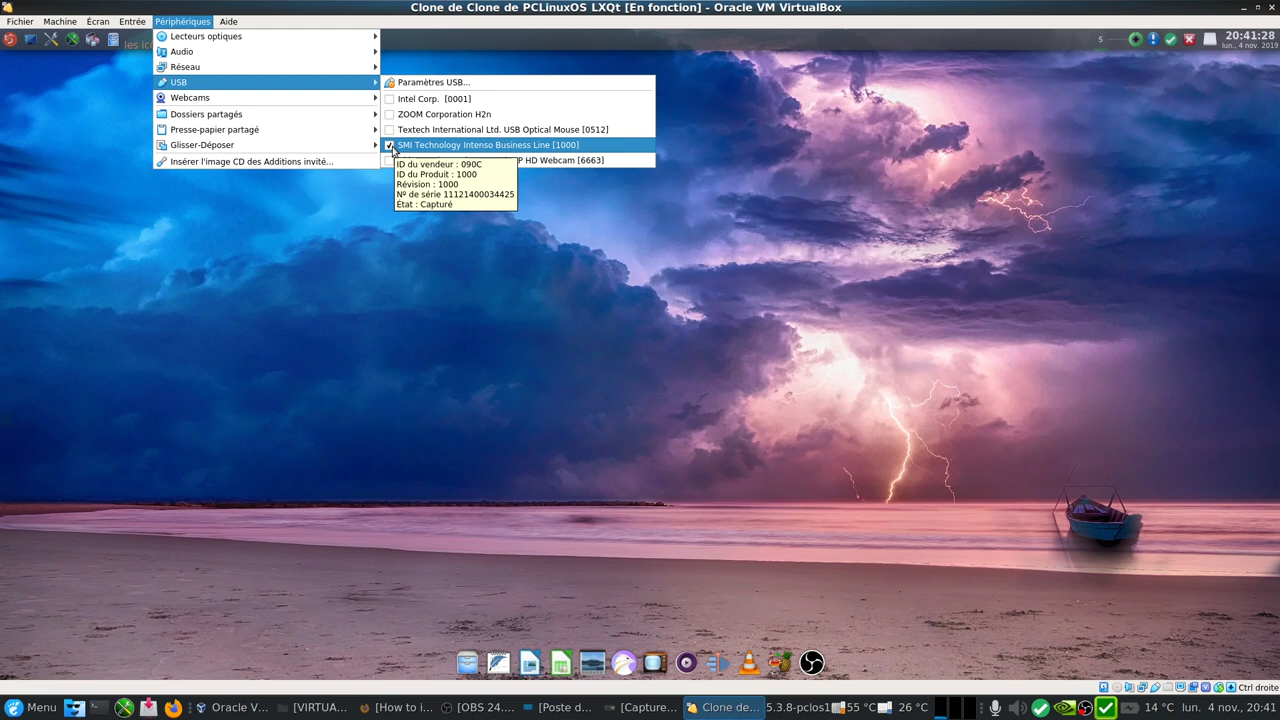 Clone de Clone de PCLinuxOS LXQt [En fonction] - Oracle VM VirtualBox
Fichier Machine Écran Entrée Périphériques Aide
les ico
5
20:41:28
lun., 4 nov. 2019
Lecteurs optiques
Audio
Réseau
USB
Webcams
Dossiers partagés
Presse-papier partagé
Glisser-Déposer
Insérer l'image CD des Additions invité...
Paramètres USB...
Intel Corp. [0001]
ZOOM Corporation H2n
Textech International Ltd. USB Optical Mouse [0512]
SMI Technology Intenso Business Line [1000]
P HD Webcam [6663]
ID du vendeur : 090C
ID du Produit : 1000
Révision : 1000
Nº de série 11121400034425
État : Capturé
Ctrl droite
Menu Oracle V... [VIRTUA... [How to i... [OBS 24.... [Poste d... [Capture... Clone de... 5.3.8-pclos1 55 °C 26 °C 14 °C lun. 4 nov., 20:41